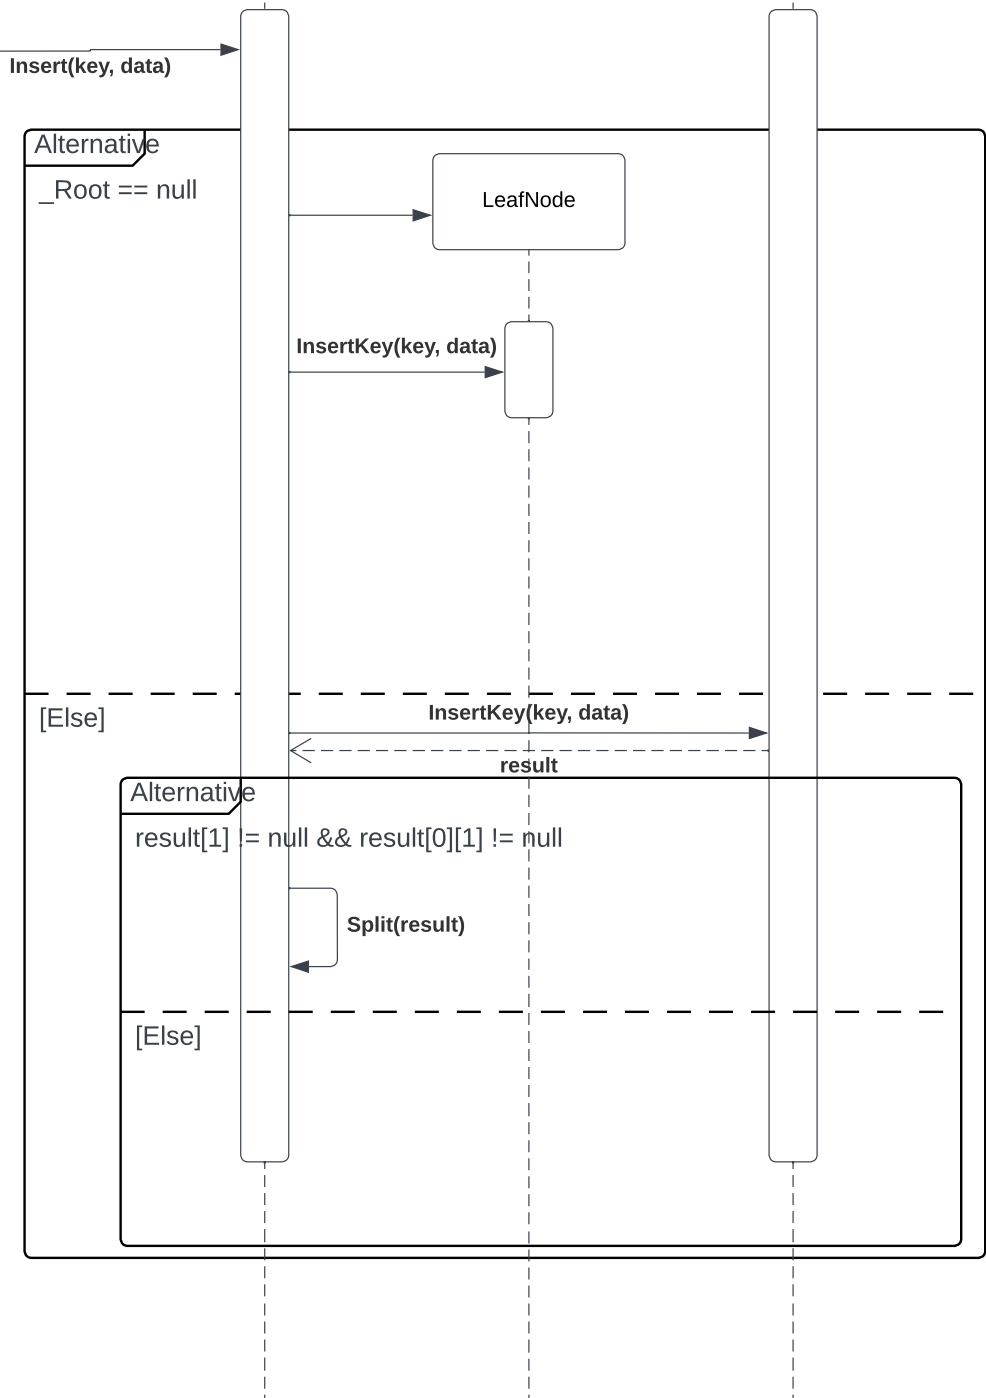 Insert(key, data)
Alternative
_Root == null
LeafNode
InsertKey(key, data)
[Else]
InsertKey(key, data)
result
Alternative
result[1] != null && result[0][1] != null
Split(result)
[Else]